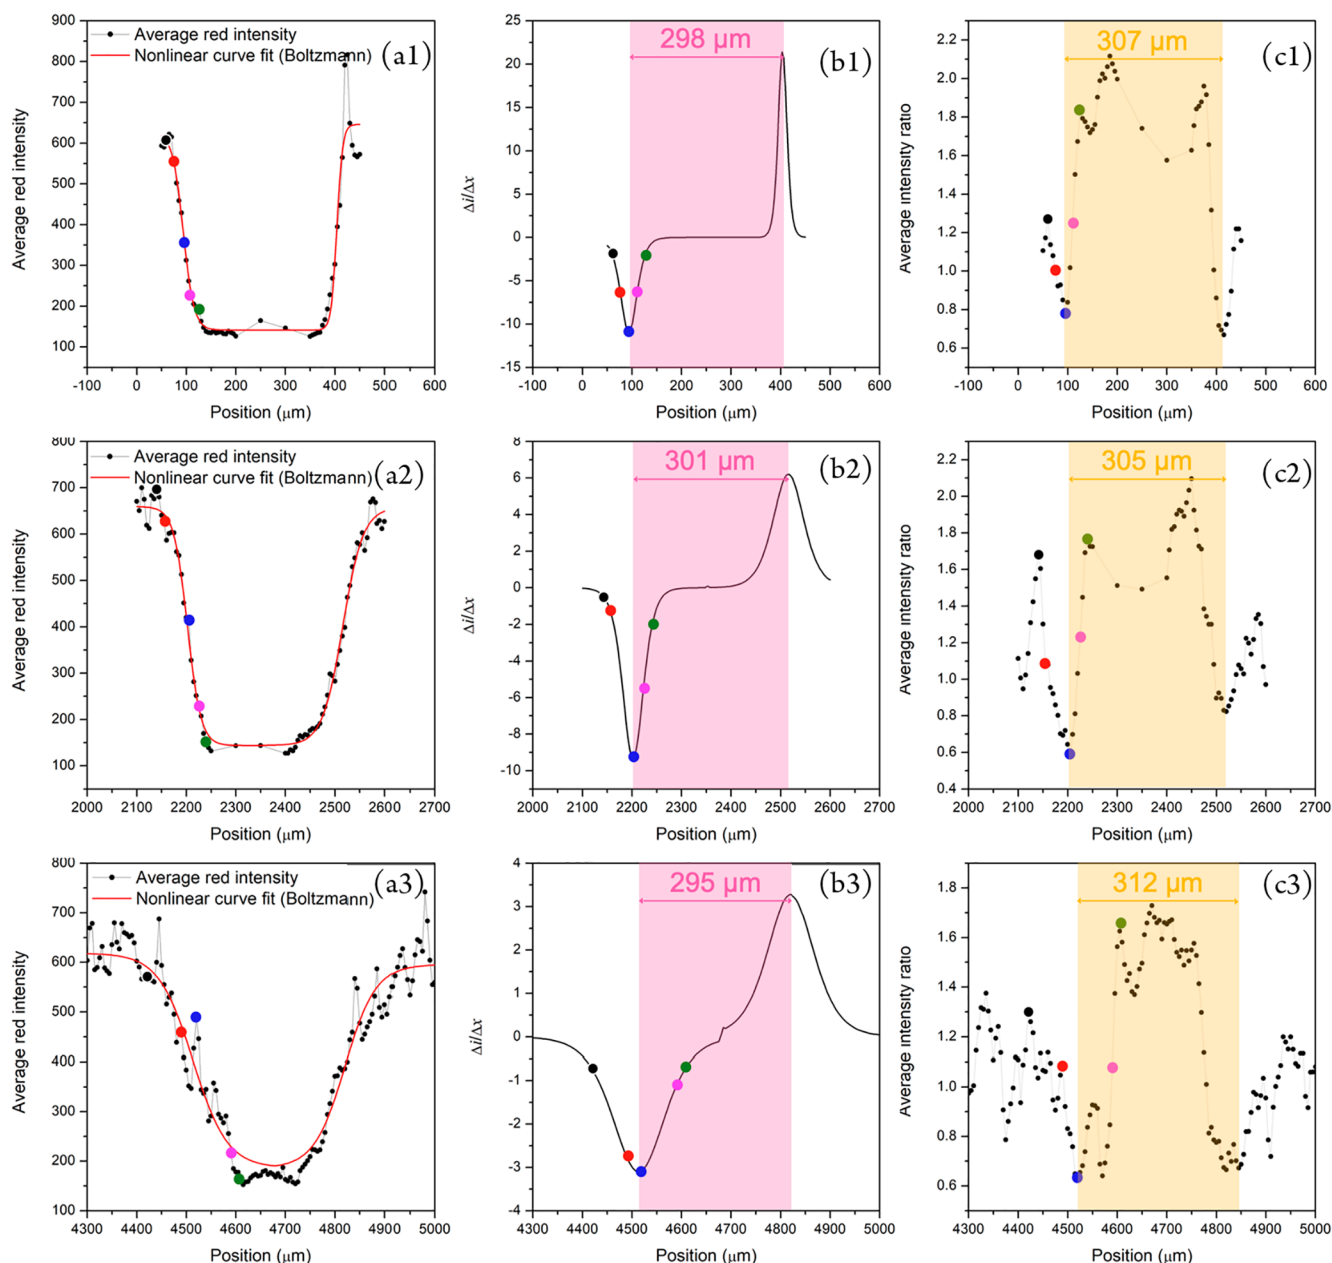 Average red intensity
Nonlinear curve fit (Boltzmann)
(a1)
900
800
700
600
500
400
300
200
100
-100 0 100 200 300 400 500 600
Average red intensity
Position (μm)
298 μm
(b1)
25
20
15
10
5
0
-5
-10
-15
-100 0 100 200 300 400 500 600
Δi/Δx
Position (μm)
307 μm
(c1)
2.2
2.0
1.8
1.6
1.4
1.2
1.0
0.8
0.6
-100 0 100 200 300 400 500 600
Average intensity ratio
Position (μm)
Average red intensity
Nonlinear curve fit (Boltzmann)
(a2)
800
700
600
500
400
300
200
100
2000 2100 2200 2300 2400 2500 2600 2700
Average red intensity
Position (μm)
301 μm
(b2)
8
6
4
2
0
-2
-4
-6
-8
-10
2000 2100 2200 2300 2400 2500 2600 2700
Δi/Δx
Position (μm)
305 μm
(c2)
2.2
2.0
1.8
1.6
1.4
1.2
1.0
0.8
0.6
0.4
2000 2100 2200 2300 2400 2500 2600 2700
Average intensity ratio
Position (μm)
Average red intensity
Nonlinear curve fit (Boltzmann)
(a3)
800
700
600
500
400
300
200
100
4300 4400 4500 4600 4700 4800 4900 5000
Average red intensity
Position (μm)
295 μm
(b3)
4
3
2
1
0
-1
-2
-3
-4
4300 4400 4500 4600 4700 4800 4900 5000
Δi/Δx
Position (μm)
312 μm
(c3)
1.8
1.6
1.4
1.2
1.0
0.8
0.6
4300 4400 4500 4600 4700 4800 4900 5000
Average intensity ratio
Position (μm)